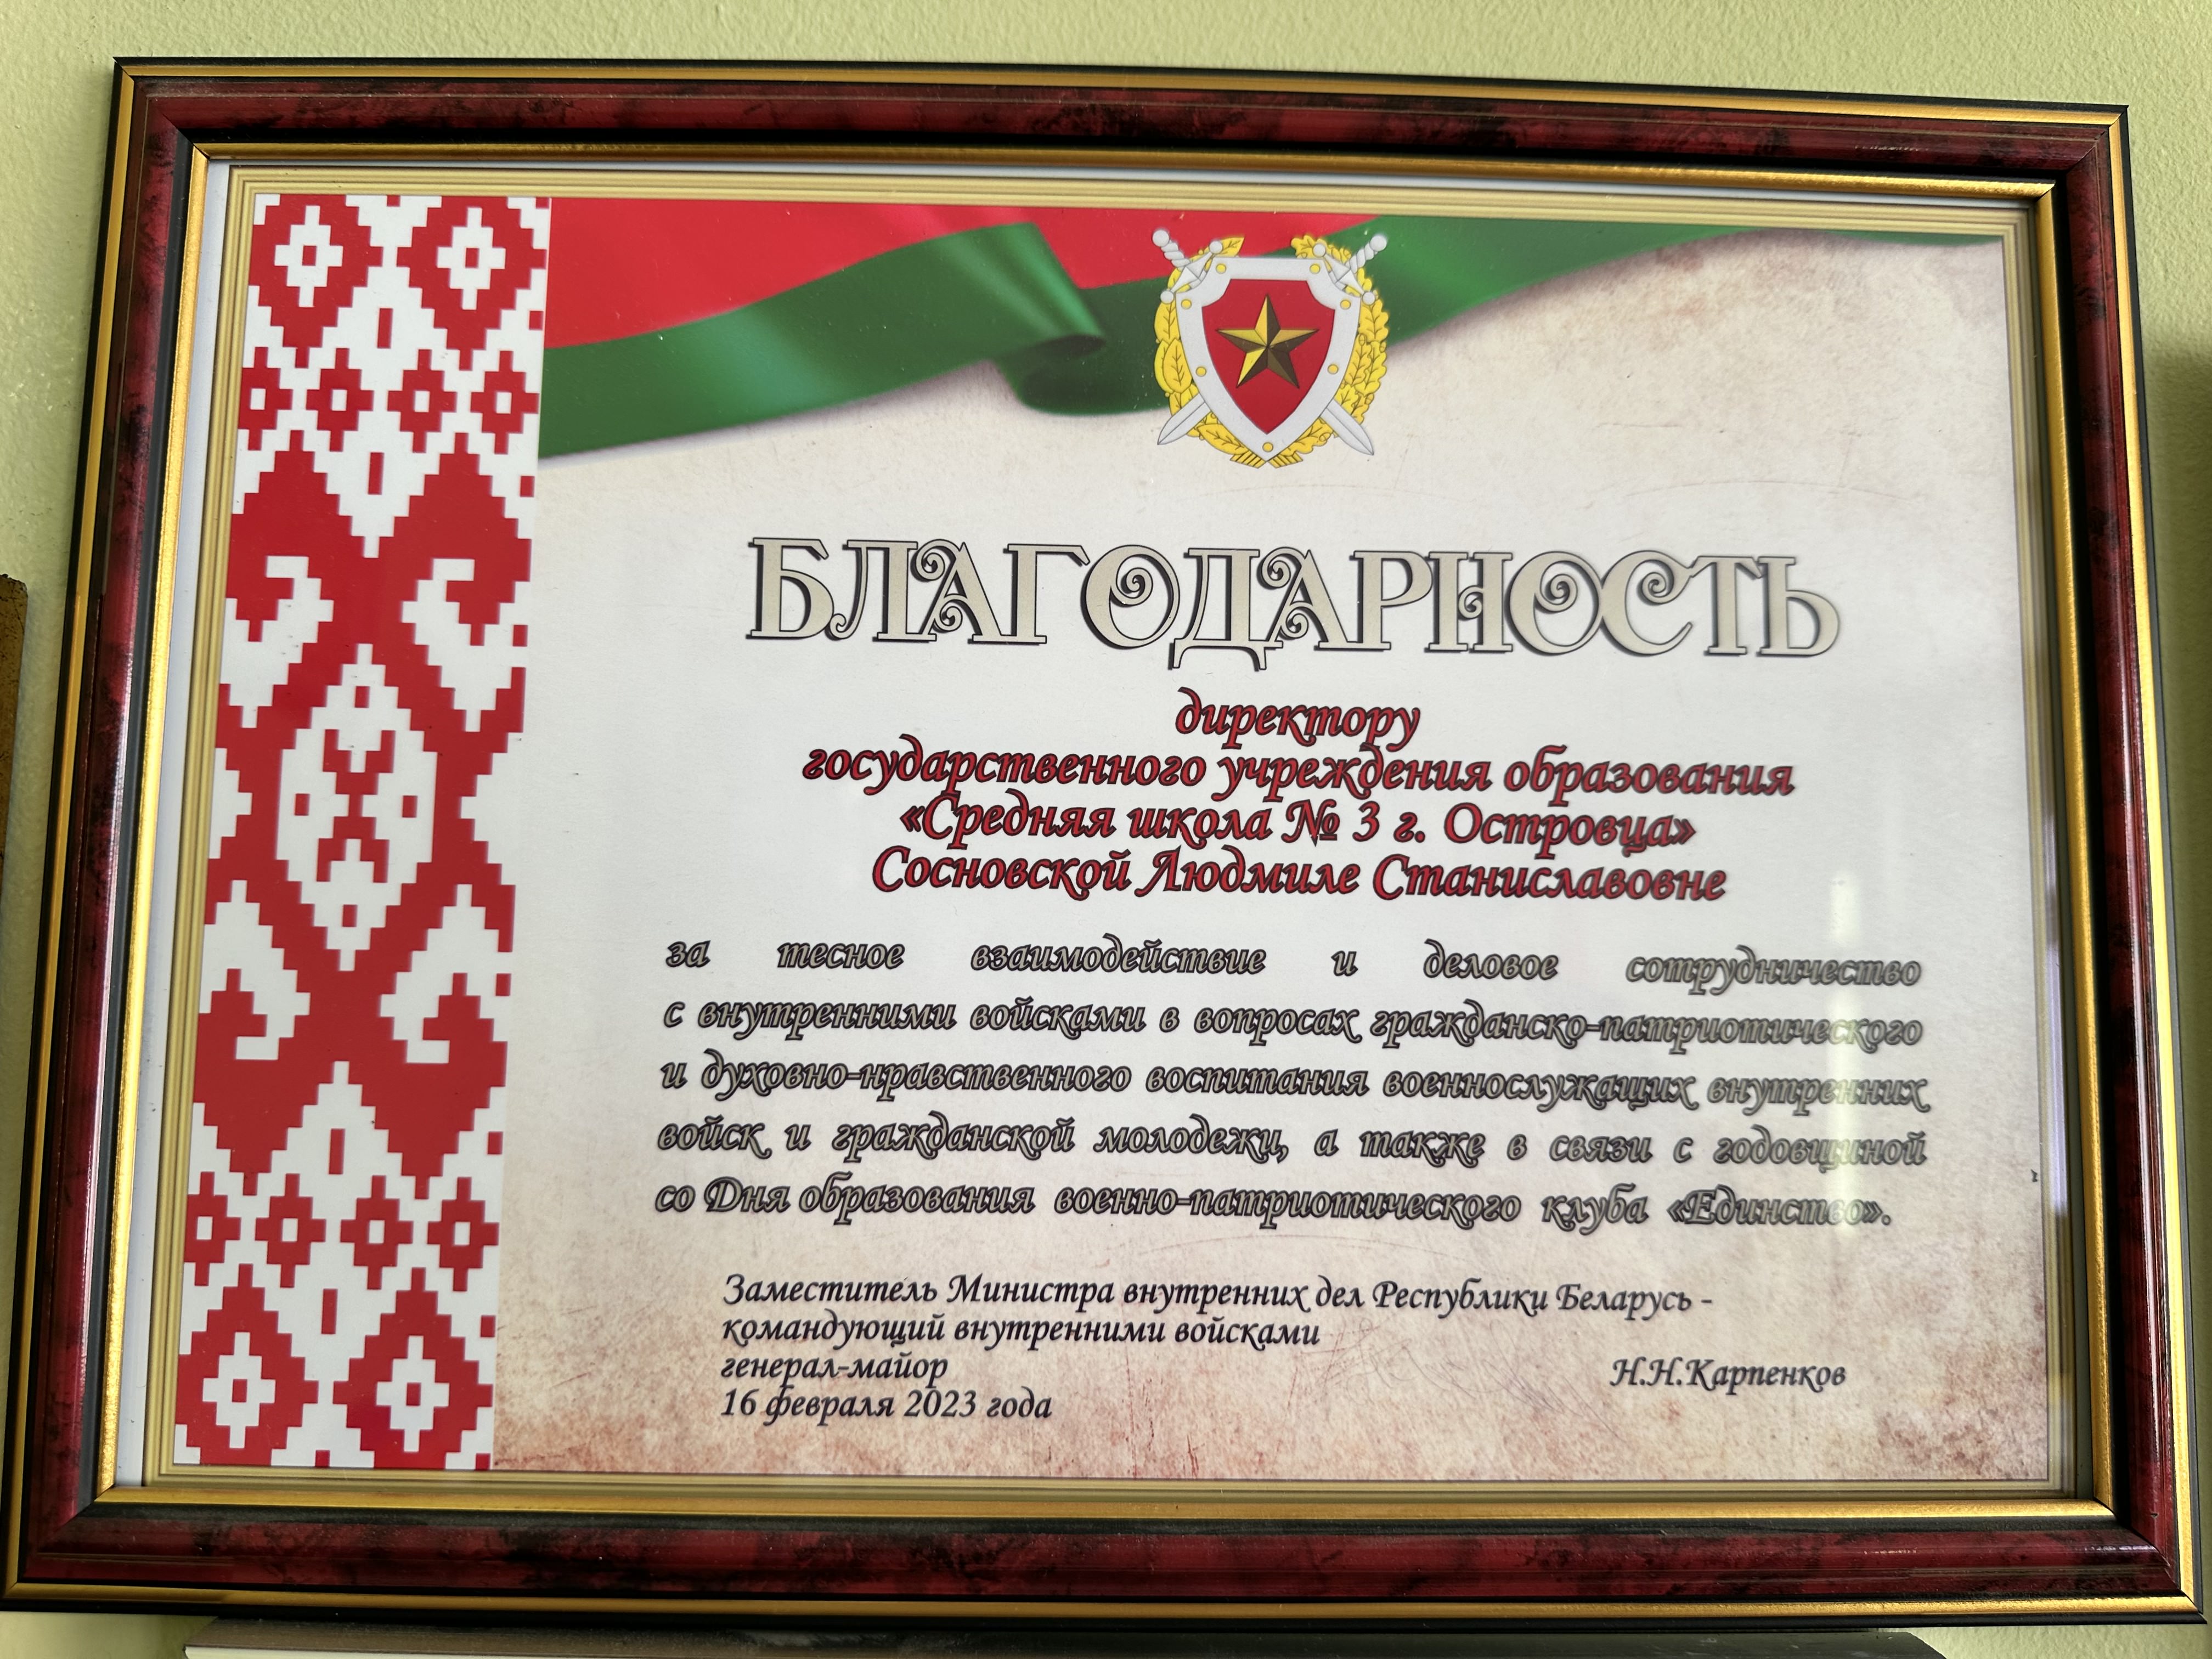 БЛАГОДАРНОСТЬ
директору
государственного учреждения образования
«Средняя школа № 3 г. Островца»
Сосновской Людмиле Станиславовне
за тесное взаимодействие и деловое сотрудничество
с внутренними войсками в вопросах гражданско-патриотического
и духовно-нравственного воспитания военнослужащих внутренних
войск и гражданской молодежи, а также в связи с годовщиной
со Дня образования военно-патриотического клуба «Единство».
Заместитель Министра внутренних дел Республики Беларусь -
командующий внутренними войсками
генерал-майор Н.Н.Карпенков
16 февраля 2023 года